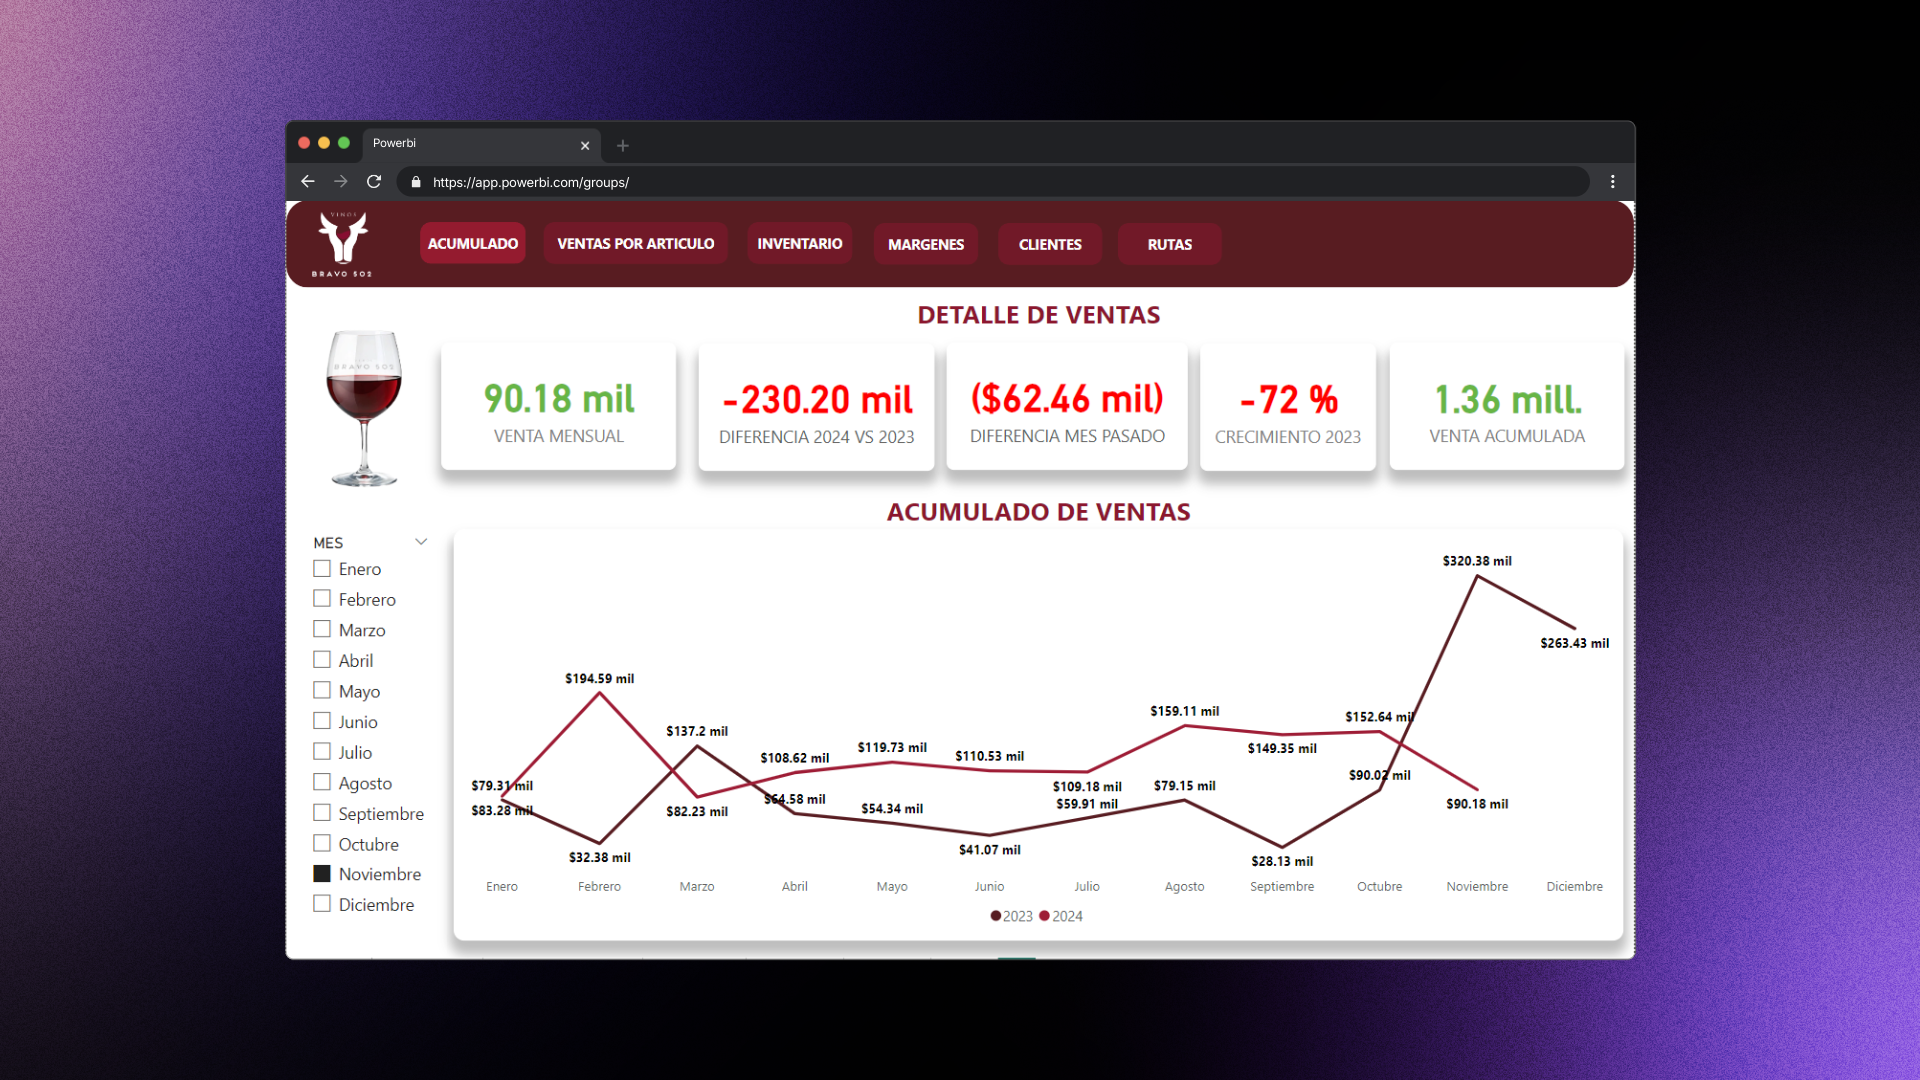 Powerbi
https://app.powerbi.com/groups/
VINOS
BRAVO 502
ACUMULADO
VENTAS POR ARTICULO
INVENTARIO
MARGENES
CLIENTES
RUTAS
DETALLE DE VENTAS
BRAVO 502
90.18 mil
VENTA MENSUAL
-230.20 mil
DIFERENCIA 2024 VS 2023
($62.46 mil)
DIFERENCIA MES PASADO
-72 %
CRECIMIENTO 2023
1.36 mill.
VENTA ACUMULADA
ACUMULADO DE VENTAS
MES
Enero
Febrero
Marzo
Abril
Mayo
Junio
Julio
Agosto
Septiembre
Octubre
Noviembre
Diciembre
$320.38 mil
$263.43 mil
$194.59 mil
$159.11 mil
$152.64 mil
$137.2 mil
$149.35 mil
$119.73 mil
$108.62 mil
$110.53 mil
$90.02 mil
$79.31 mil
$109.18 mil
$79.15 mil
$64.58 mil
$59.91 mil
$90.18 mil
$83.28 mil
$82.23 mil
$54.34 mil
$41.07 mil
$32.38 mil
$28.13 mil
Enero
Febrero
Marzo
Abril
Mayo
Junio
Julio
Agosto
Septiembre
Octubre
Noviembre
Diciembre
2023
2024